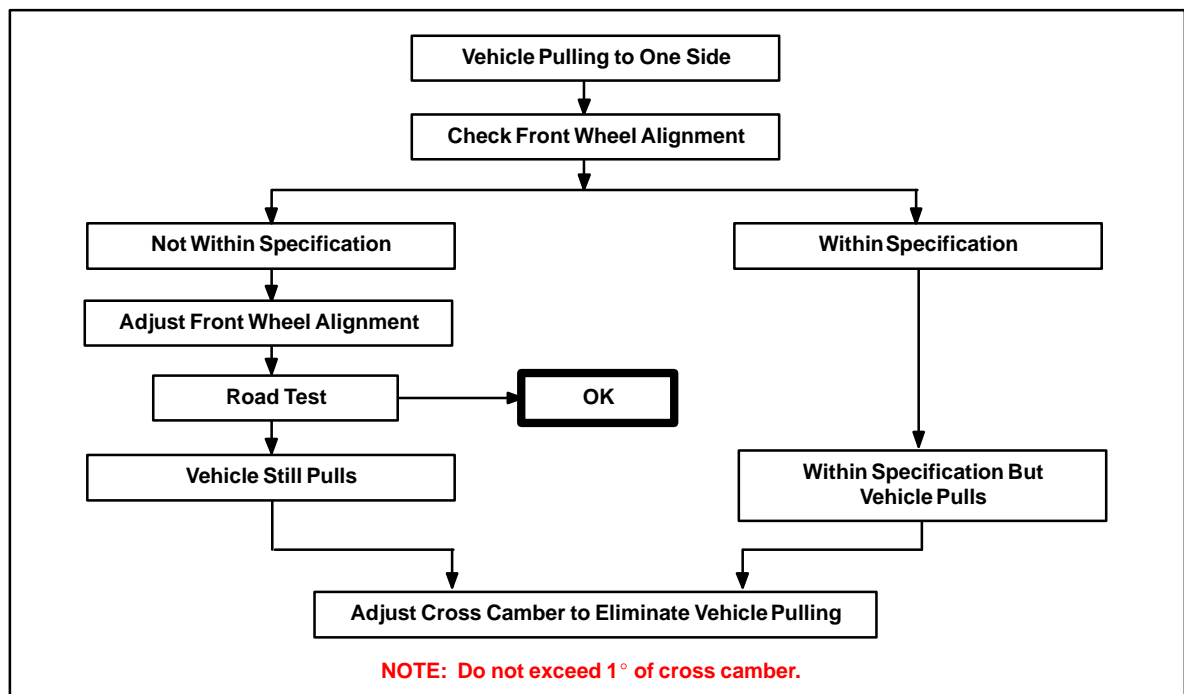 Vehicle Pulling to One Side
Check Front Wheel Alignment
Not Within Specification
Within Specification
Adjust Front Wheel Alignment
Road Test
OK
Vehicle Still Pulls
Within Specification But
Vehicle Pulls
Adjust Cross Camber to Eliminate Vehicle Pulling
NOTE: Do not exceed 1° of cross camber.